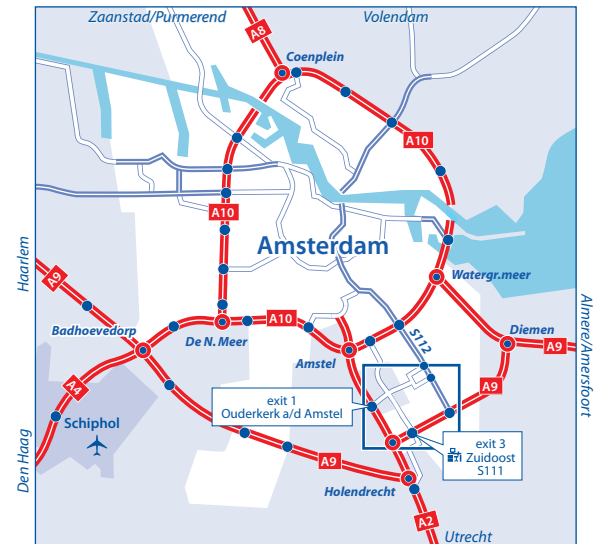 Zaanstad/Purmerend
Volendam
A8
Coenplein
A10
A10
Amsterdam
Haarlem
A9
Watergr.meer
Badhoevedorp
De N. Meer
A10
S112
Diemen
A9
Almere/Amersfoort
Amstel
A4
A9
exit 1
Ouderkerk a/d Amstel
Schiphol
Den Haag
exit 3
Zuidoost
S111
A9
Holendrecht
A2
Utrecht